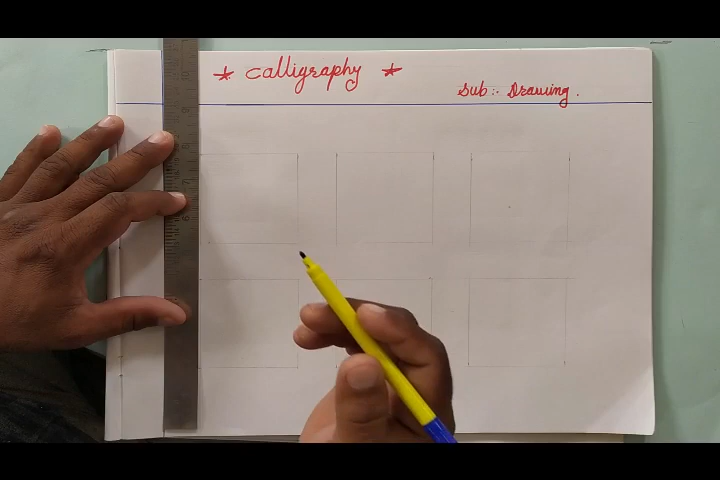 * Calligraphy *
Sub :- Drawing .